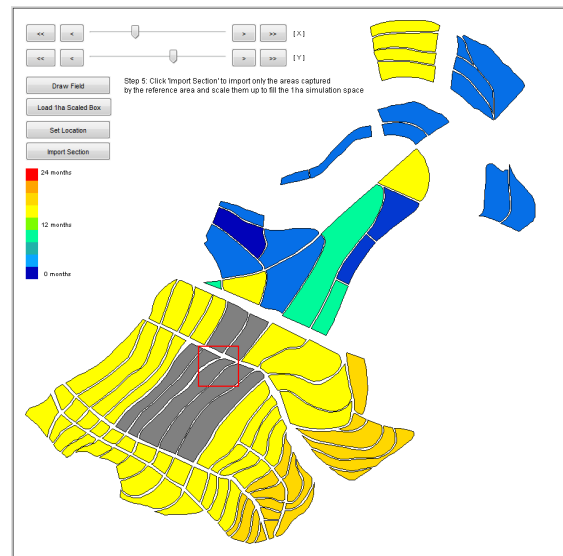 << < > >> [X]
<< < > >> [Y]
Draw Field
Step 5: Click 'Import Section' to import only the areas captured
by the reference area and scale them up to fill the 1ha simulation space
Load 1ha Scaled Box
Set Location
Import Section
24 months
12 months
0 months